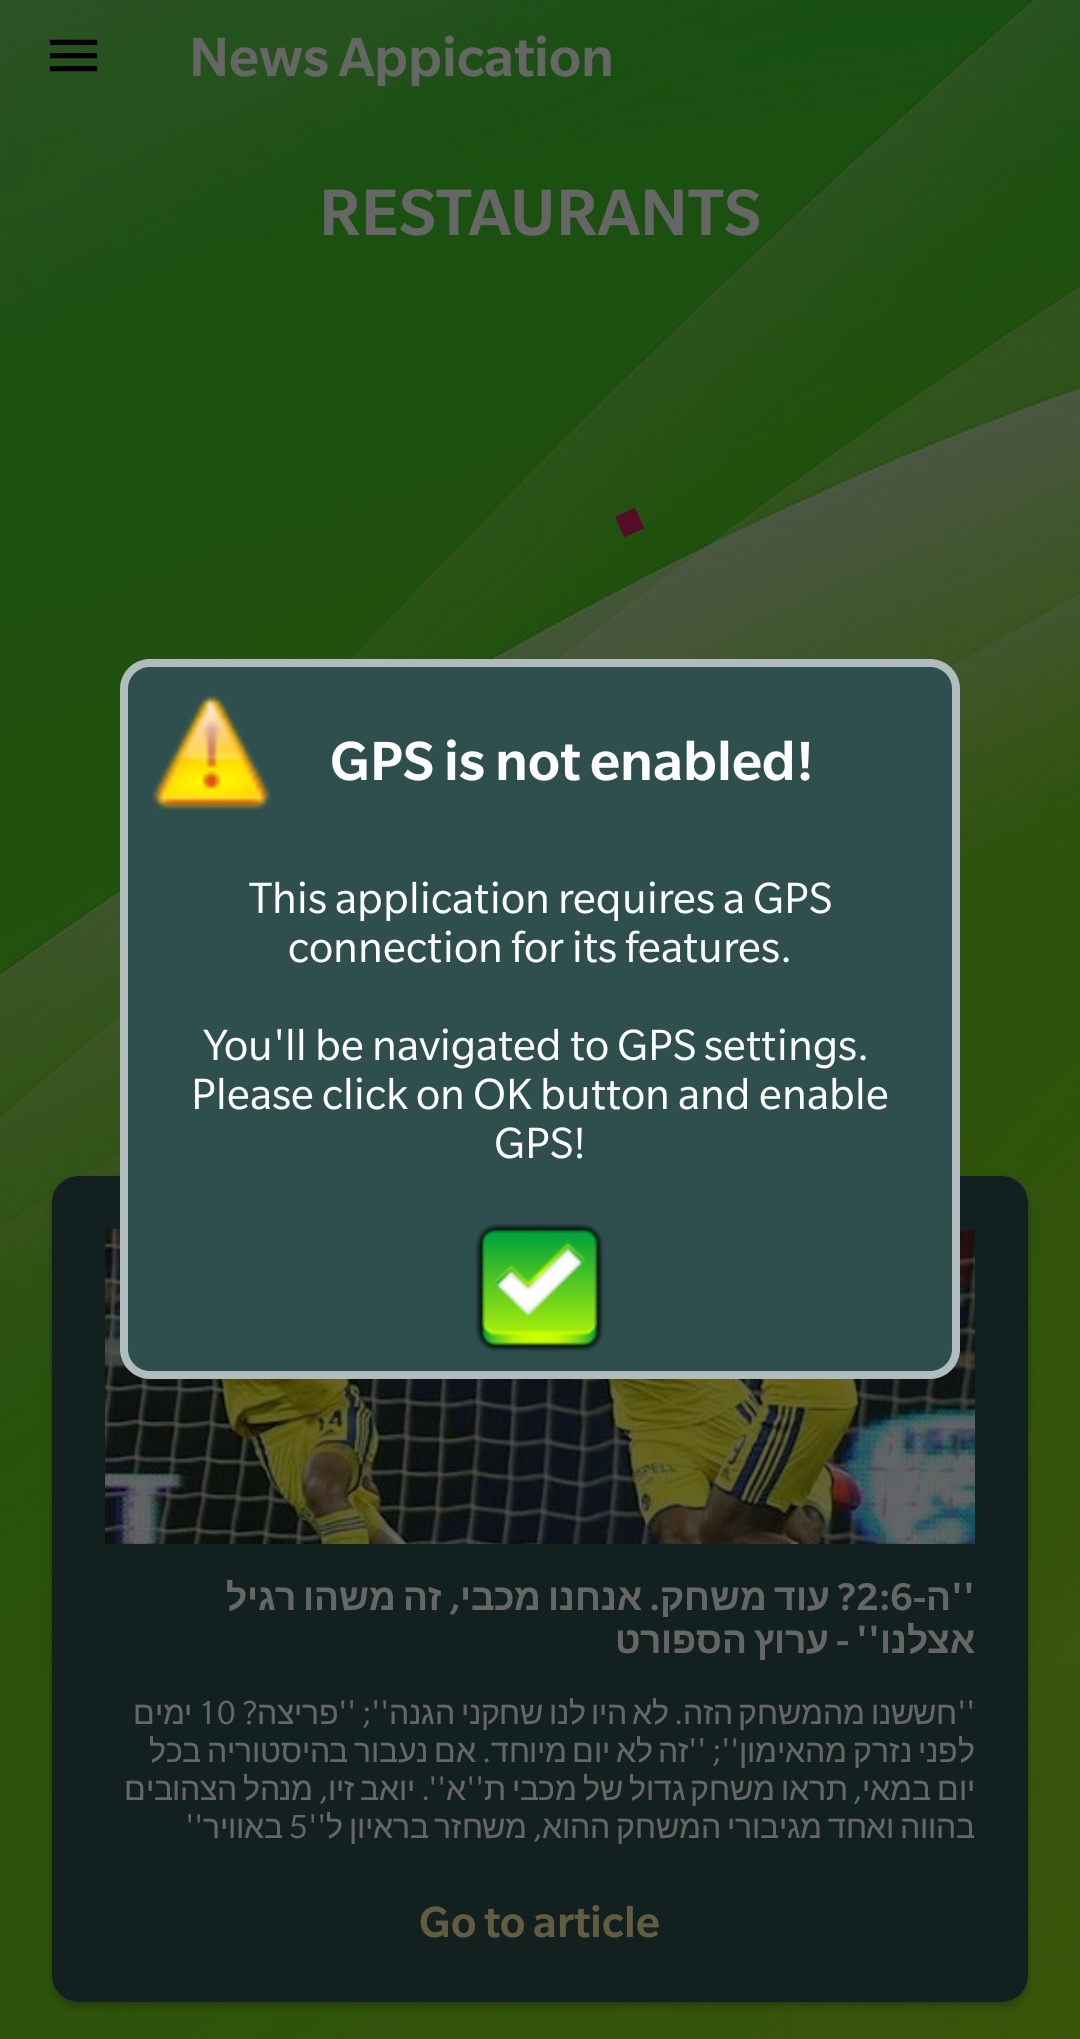 News Appication
RESTAURANTS
GPS is not enabled!
This application requires a GPS
connection for its features.
You'll be navigated to GPS settings.
Please click on OK button and enable
GPS!
''ה-2:6? עוד משחק. אנחנו מכבי, זה משהו רגיל
אצלנו'' - ערוץ הספורט
''חששנו מהמשחק הזה. לא היו לנו שחקני הגנה''; ''פריצה? 10 ימים
לפני נזרק מהאימון''; ''זה לא יום מיוחד. אם נעבור בהיסטוריה בכל
יום במאי, תראו משחק גדול של מכבי ת''א''. יואב זיו, מנהל הצהובים
בהווה ואחד מגיבורי המשחק ההוא, משחזר בראיון ל''5 באוויר''
Go to article